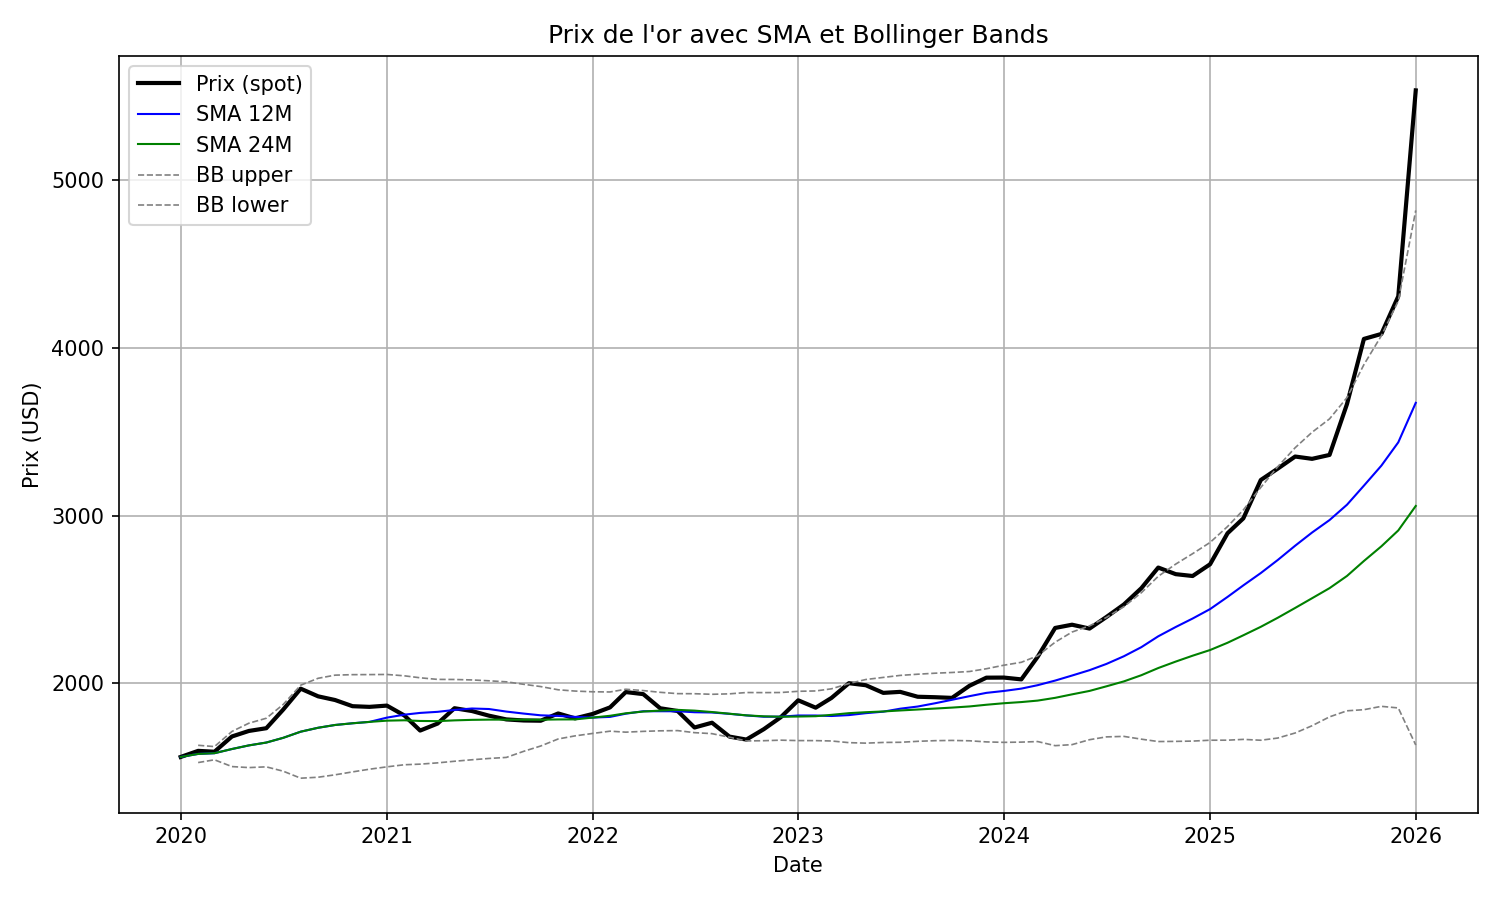 Prix de l'or avec SMA et Bollinger Bands
Prix (spot)
SMA 12M
SMA 24M
BB upper
BB lower
Prix (USD)
5000
4000
3000
2000
2020 2021 2022 2023 2024 2025 2026
Date